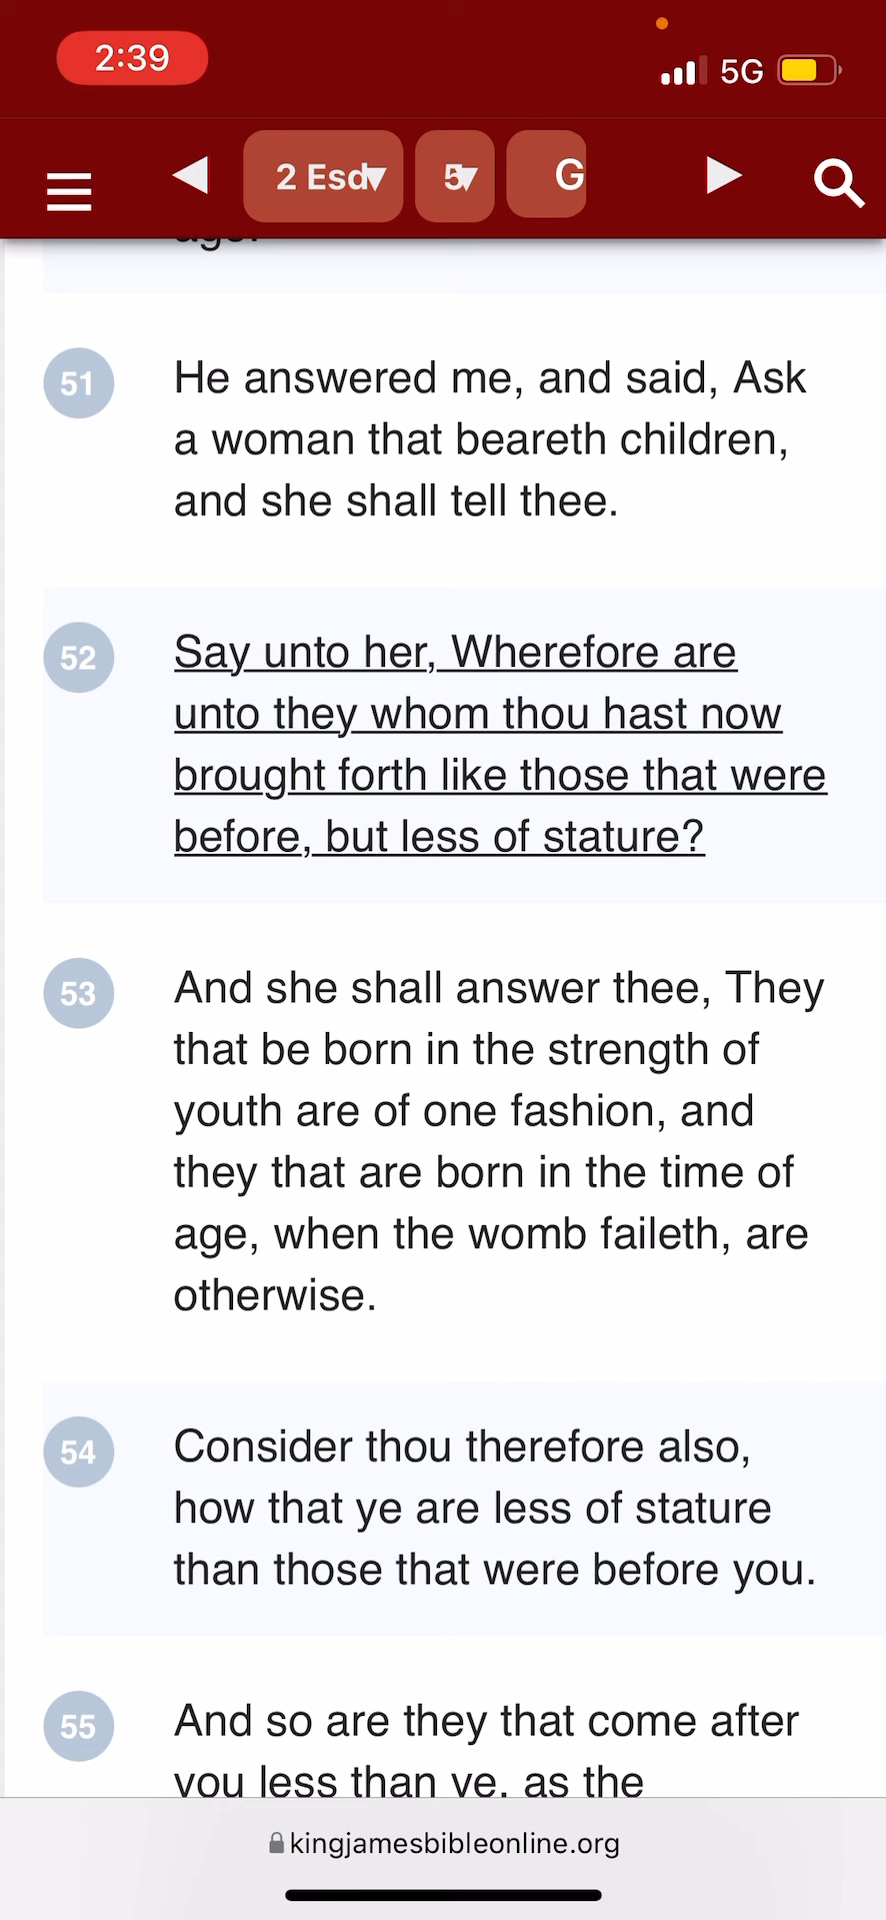 2:39
5G
2 Esd
5
G
51
He answered me, and said, Ask
a woman that beareth children,
and she shall tell thee.
52
Say unto her, Wherefore are
unto they whom thou hast now
brought forth like those that were
before, but less of stature?
53
And she shall answer thee, They
that be born in the strength of
youth are of one fashion, and
they that are born in the time of
age, when the womb faileth, are
otherwise.
54
Consider thou therefore also,
how that ye are less of stature
than those that were before you.
55
And so are they that come after
you less than ye, as the
kingjamesbibleonline.org